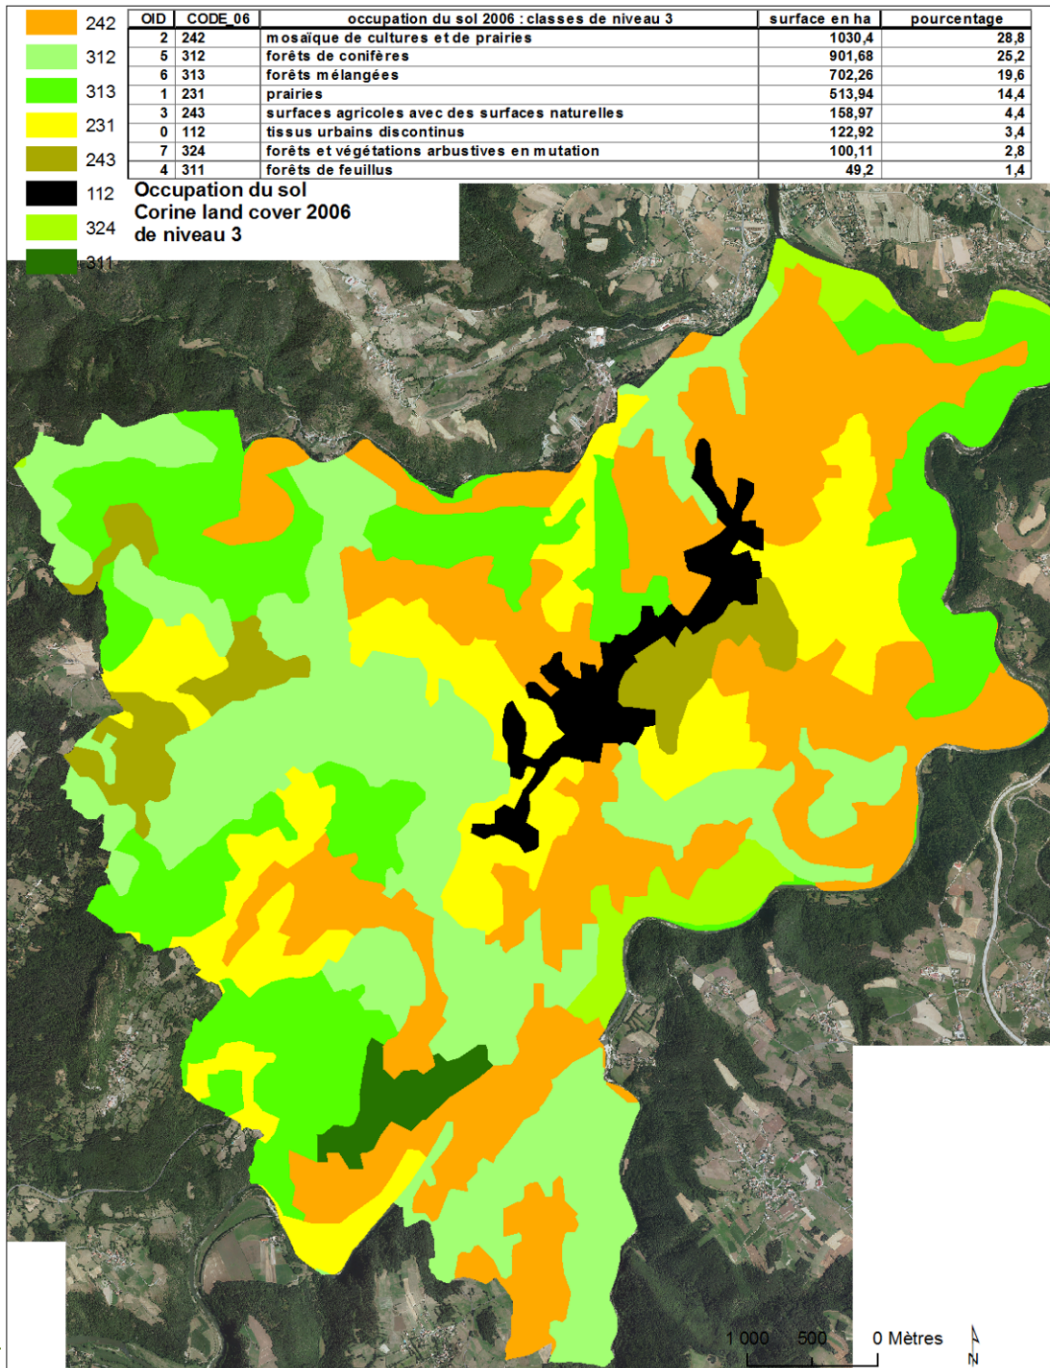 OID CODE_06 occupation du sol 2006 : classes de niveau 3 surface en ha pourcentage
2 242 mosaïque de cultures et de prairies 1030,4 28,8
5 312 forêts de conifères 901,68 25,2
6 313 forêts mélangées 702,26 19,6
1 231 prairies 513,94 14,4
3 243 surfaces agricoles avec des surfaces naturelles 158,97 4,4
0 112 tissus urbains discontinus 122,92 3,4
7 324 forêts et végétations arbustives en mutation 100,11 2,8
4 311 forêts de feuillus 49,2 1,4
242
312
313
231
243
112
324
311
Occupation du sol
Corine land cover 2006
de niveau 3
1 000 500 0 Mètres
N